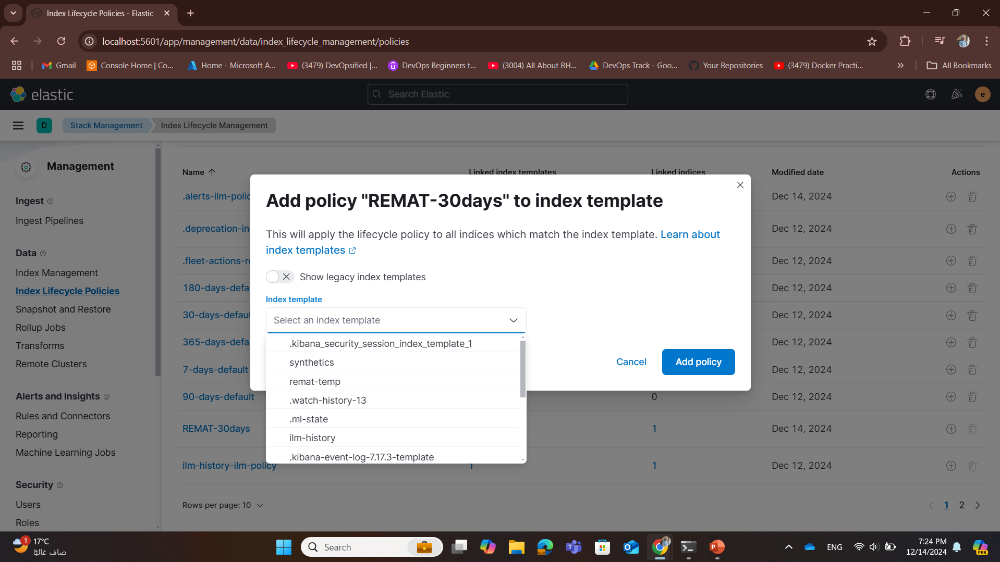 Index Lifecycle Policies - Elastic
localhost:5601/app/management/data/index_lifecycle_management/policies
Gmail
Console Home | Co...
Home - Microsoft A...
(3479) DevOpsified |...
DevOps Beginners t...
(3004) All About RH...
DevOps Track - Goo...
Your Repositories
(3479) Docker Practi...
All Bookmarks
elastic
Search Elastic
e
D
Stack Management
Index Lifecycle Management
Management
Ingest
Ingest Pipelines
Data
Index Management
Index Lifecycle Policies
Snapshot and Restore
Rollup Jobs
Transforms
Remote Clusters
Alerts and Insights
Rules and Connectors
Reporting
Machine Learning Jobs
Security
Users
Roles
Name
Linked index templates
Linked indices
Modified date
Actions
.alerts-ilm-polic
Dec 14, 2024
.deprecation-in
Dec 12, 2024
.fleet-actions-re
Dec 12, 2024
180-days-defau
Dec 12, 2024
30-days-defaul
Dec 12, 2024
365-days-defa
Dec 12, 2024
7-days-default
Dec 12, 2024
90-days-default
0
Dec 12, 2024
REMAT-30days
1
Dec 14, 2024
ilm-history-ilm-policy
1
1
Dec 12, 2024
Rows per page: 10
1
2
Add policy "REMAT-30days" to index template
This will apply the lifecycle policy to all indices which match the index template. Learn about
index templates
Show legacy index templates
Index template
Select an index template
.kibana_security_session_index_template_1
synthetics
remat-temp
.watch-history-13
.ml-state
ilm-history
.kibana-event-log-7.17.3-template
Cancel
Add policy
1
17°C
صافٍ غالبًا
Search
ENG
7:24 PM
12/14/2024
PRE